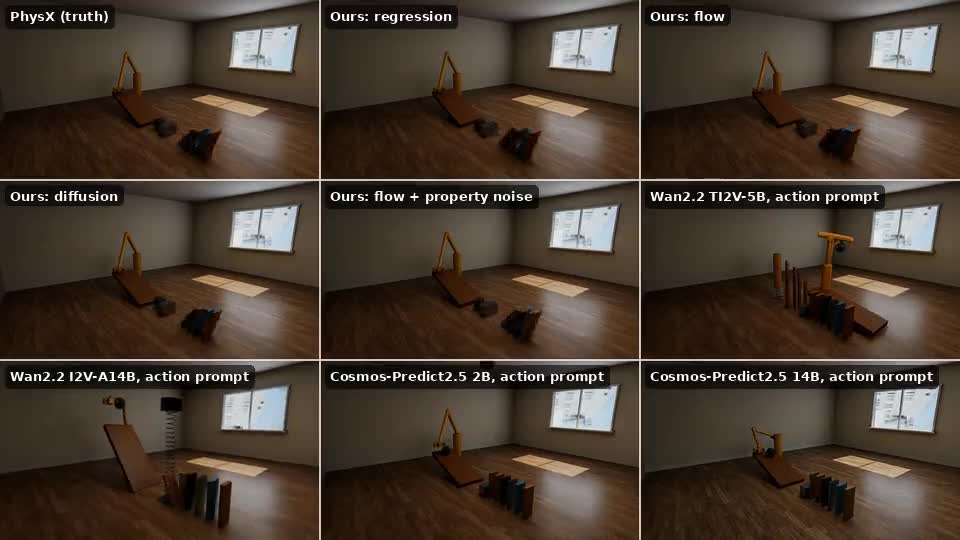 PhysX (truth)
Ours: regression
Ours: flow
Ours: diffusion
Ours: flow + property noise
Wan2.2 TI2V-5B, action prompt
Wan2.2 I2V-A14B, action prompt
Cosmos-Predict2.5 2B, action prompt
Cosmos-Predict2.5 14B, action prompt